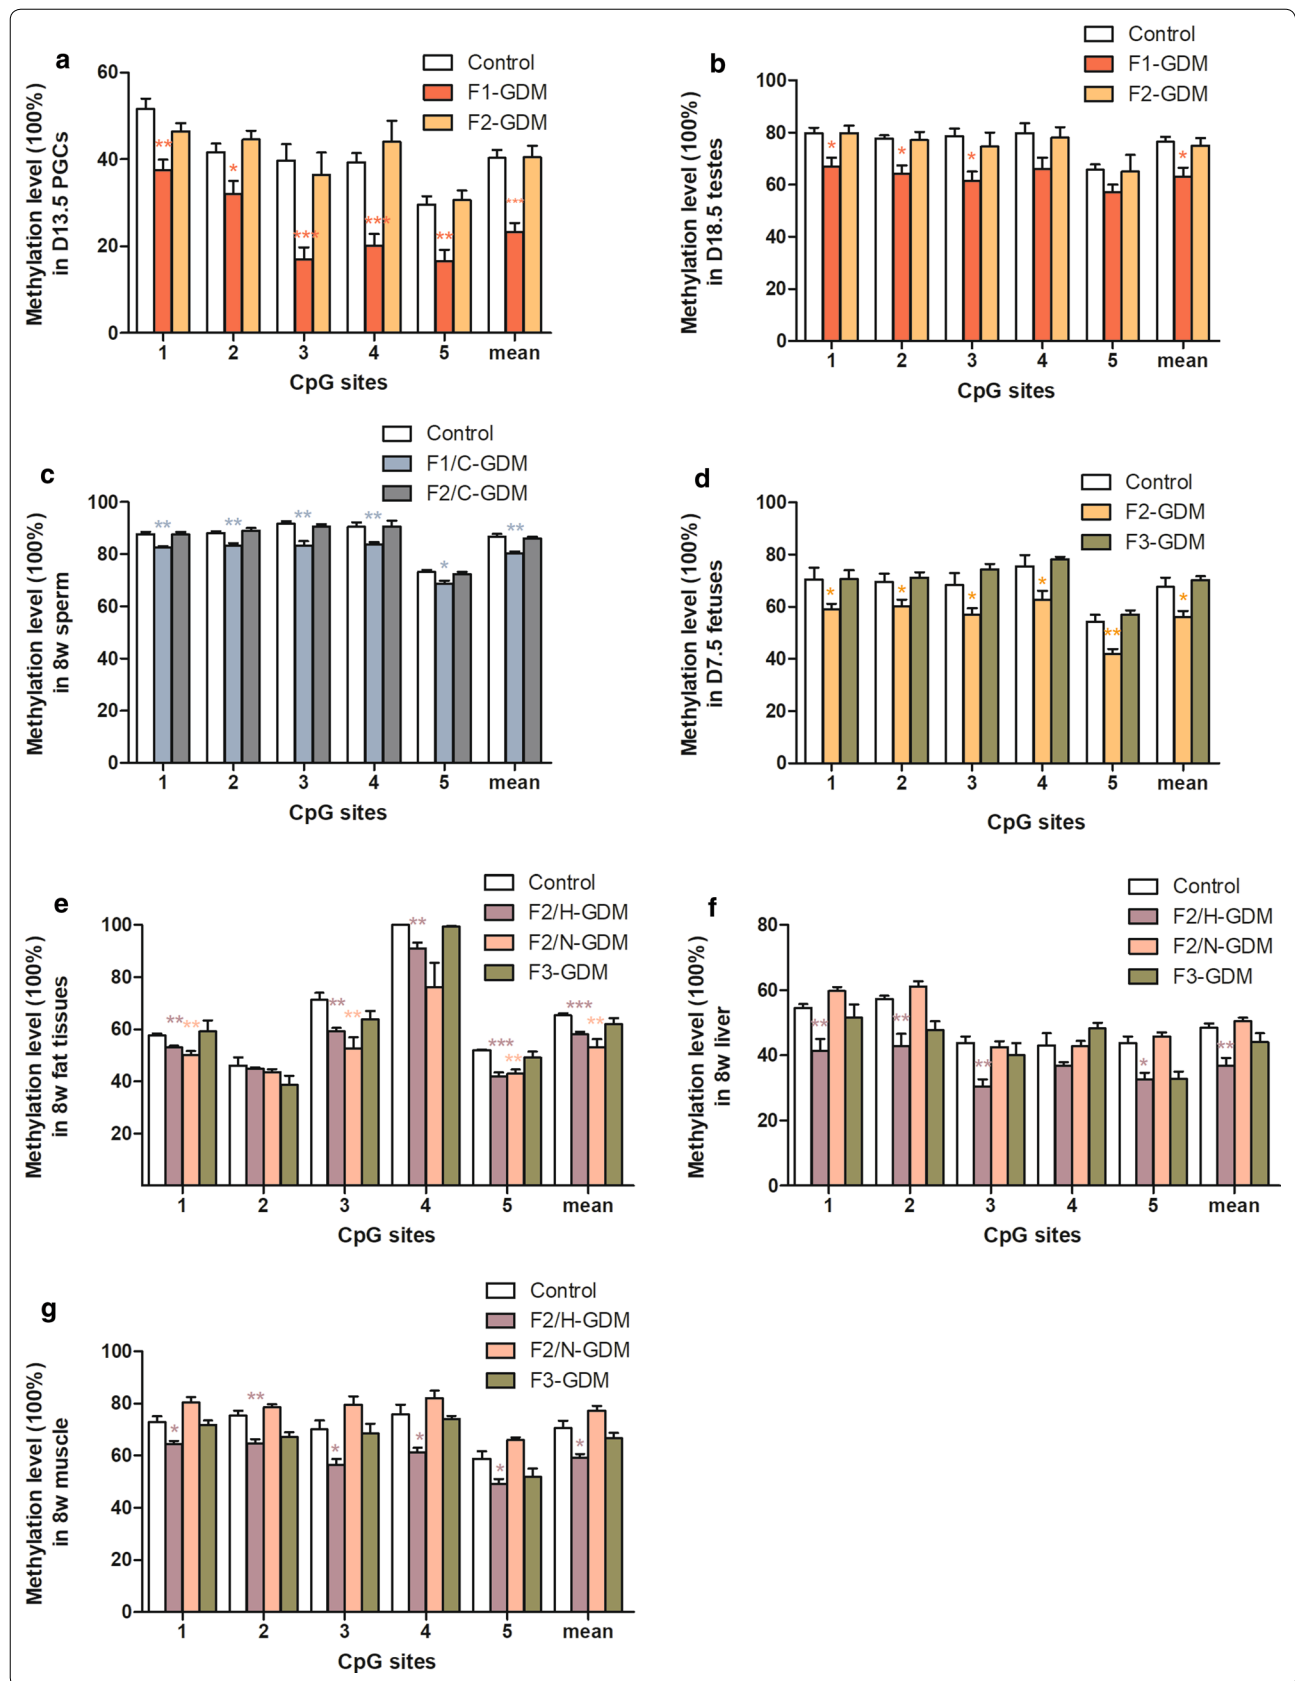 a
Control
F1-GDM
F2-GDM
Methylation level (100%)
in D13.5 PGCs
60
40
20
0
** * *** *** ** ***
1 2 3 4 5 mean
CpG sites
b
Control
F1-GDM
F2-GDM
Methylation level (100%)
in D18.5 testes
100
80
60
40
20
0
* * * *
1 2 3 4 5 mean
CpG sites
c
Control
F1/C-GDM
F2/C-GDM
Methylation level (100%)
in 8w sperm
100
80
60
40
20
0
** ** ** ** * **
1 2 3 4 5 mean
CpG sites
d
Control
F2-GDM
F3-GDM
Methylation level (100%)
in D7.5 fetuses
100
80
60
40
20
0
* * * * ** *
1 2 3 4 5 mean
CpG sites
e
Control
F2/H-GDM
F2/N-GDM
F3-GDM
Methylation level (100%)
in 8w fat tissues
100
80
60
40
20
** ** ** ** ** *** ** *** **
1 2 3 4 5 mean
CpG sites
f
Control
F2/H-GDM
F2/N-GDM
F3-GDM
Methylation level (100%)
in 8w liver
80
60
40
20
0
** ** ** * **
1 2 3 4 5 mean
CpG sites
g
Control
F2/H-GDM
F2/N-GDM
F3-GDM
Methylation level (100%)
in 8w muscle
100
80
60
40
20
0
* ** * * * *
1 2 3 4 5 mean
CpG sites